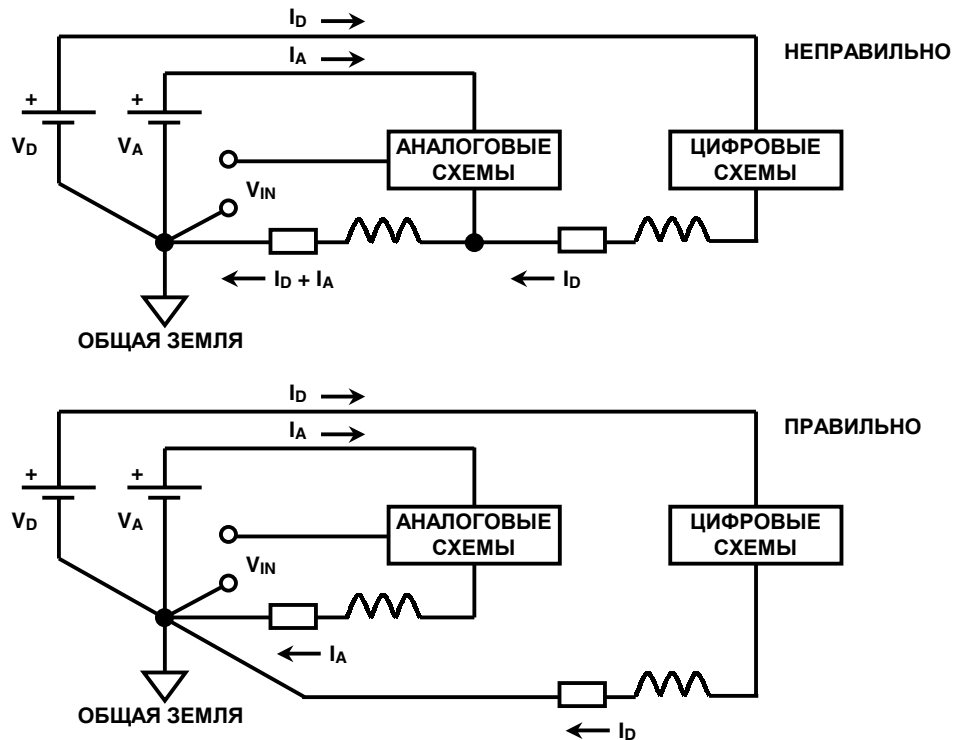 I_D
I_A
НЕПРАВИЛЬНО
+
V_D
+
V_A
V_IN
АНАЛОГОВЫЕ
СХЕМЫ
ЦИФРОВЫЕ
СХЕМЫ
I_D + I_A
I_D
ОБЩАЯ ЗЕМЛЯ
I_D
I_A
ПРАВИЛЬНО
+
V_D
+
V_A
V_IN
АНАЛОГОВЫЕ
СХЕМЫ
ЦИФРОВЫЕ
СХЕМЫ
I_A
ОБЩАЯ ЗЕМЛЯ
I_D